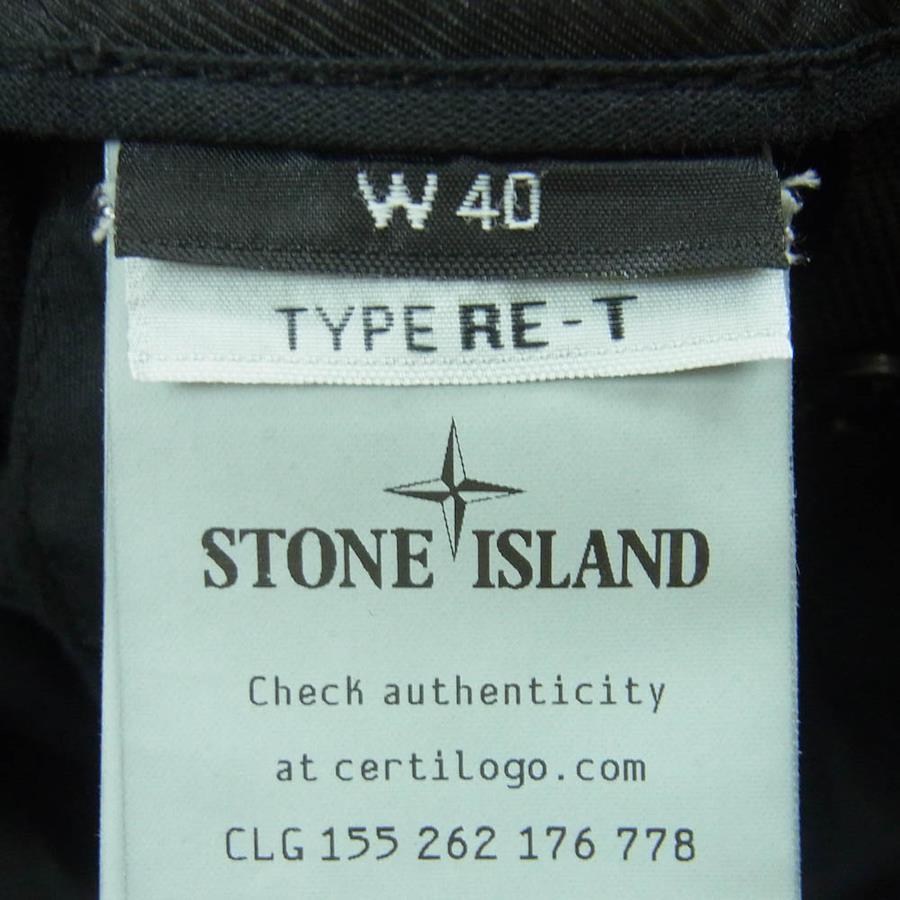 W 40
TYPE RE-T
STONE ISLAND
Check authenticity
at certilogo.com
CLG 155 262 176 778